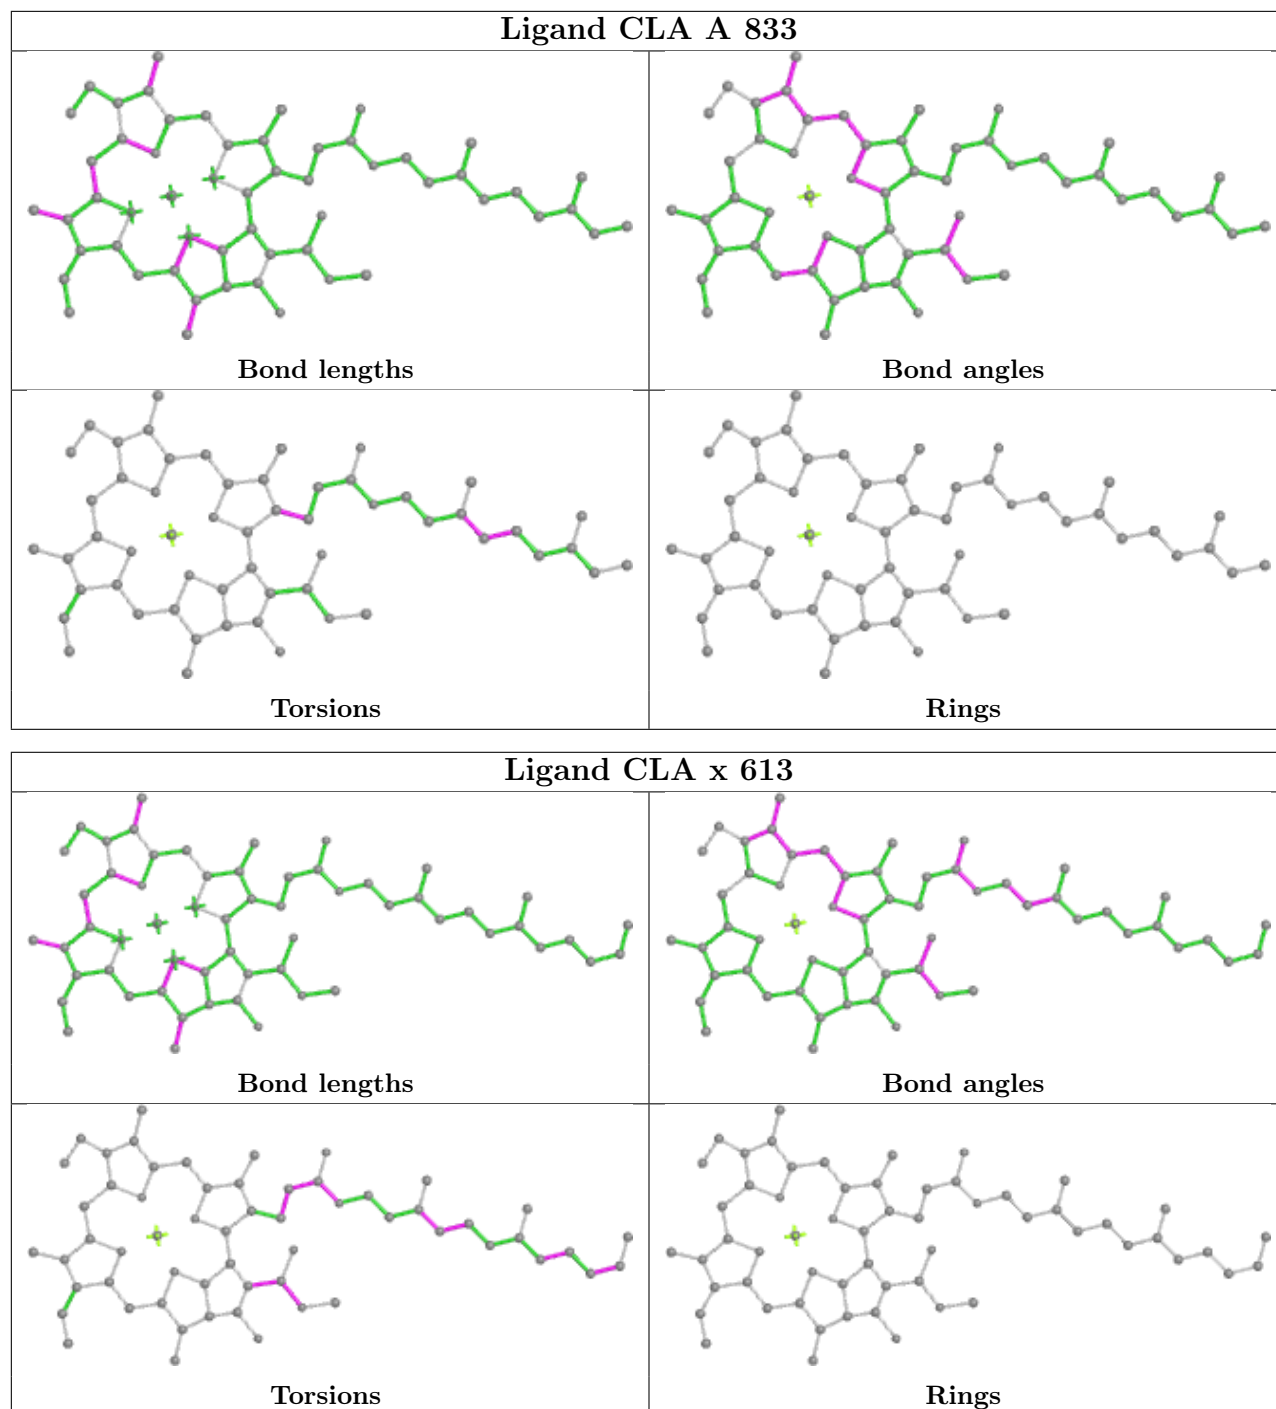 Ligand CLA A 833
Bond lengths
Bond angles
Torsions
Rings
Ligand CLA x 613
Bond lengths
Bond angles
Torsions
Rings